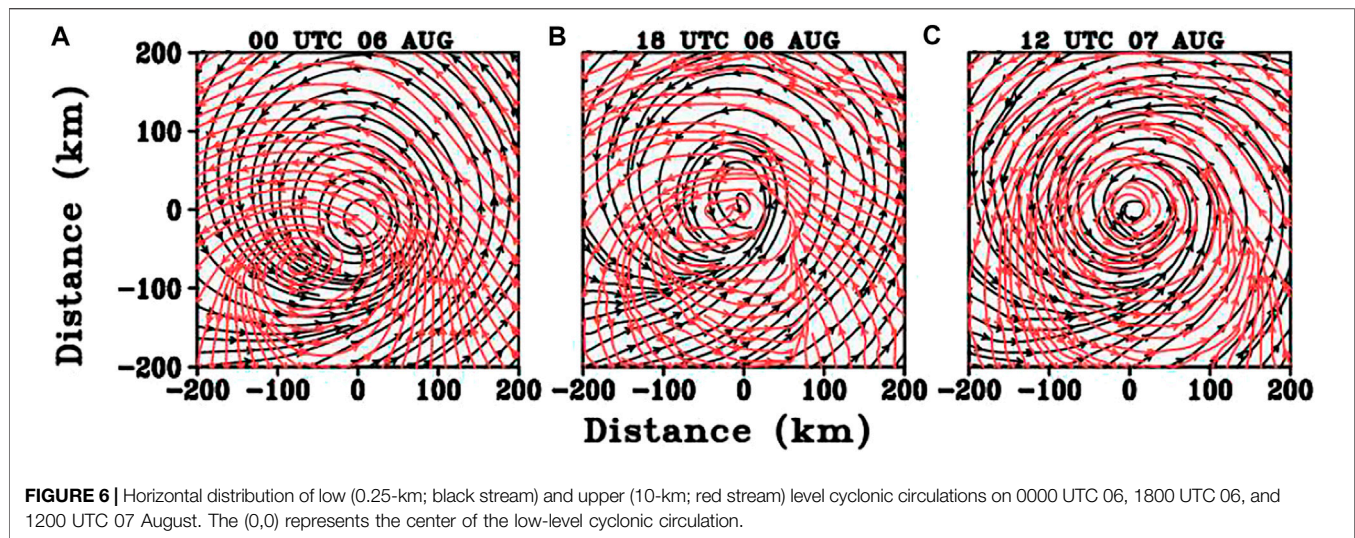 A
00 UTC 06 AUG
B
18 UTC 06 AUG
C
12 UTC 07 AUG
200
100
0
−100
−200
Distance (km)
−200 −100 0 100 200
−200 −100 0 100 200
−200 −100 0 100 200
Distance (km)
FIGURE 6 | Horizontal distribution of low (0.25-km; black stream) and upper (10-km; red stream) level cyclonic circulations on 0000 UTC 06, 1800 UTC 06, and
1200 UTC 07 August. The (0,0) represents the center of the low-level cyclonic circulation.